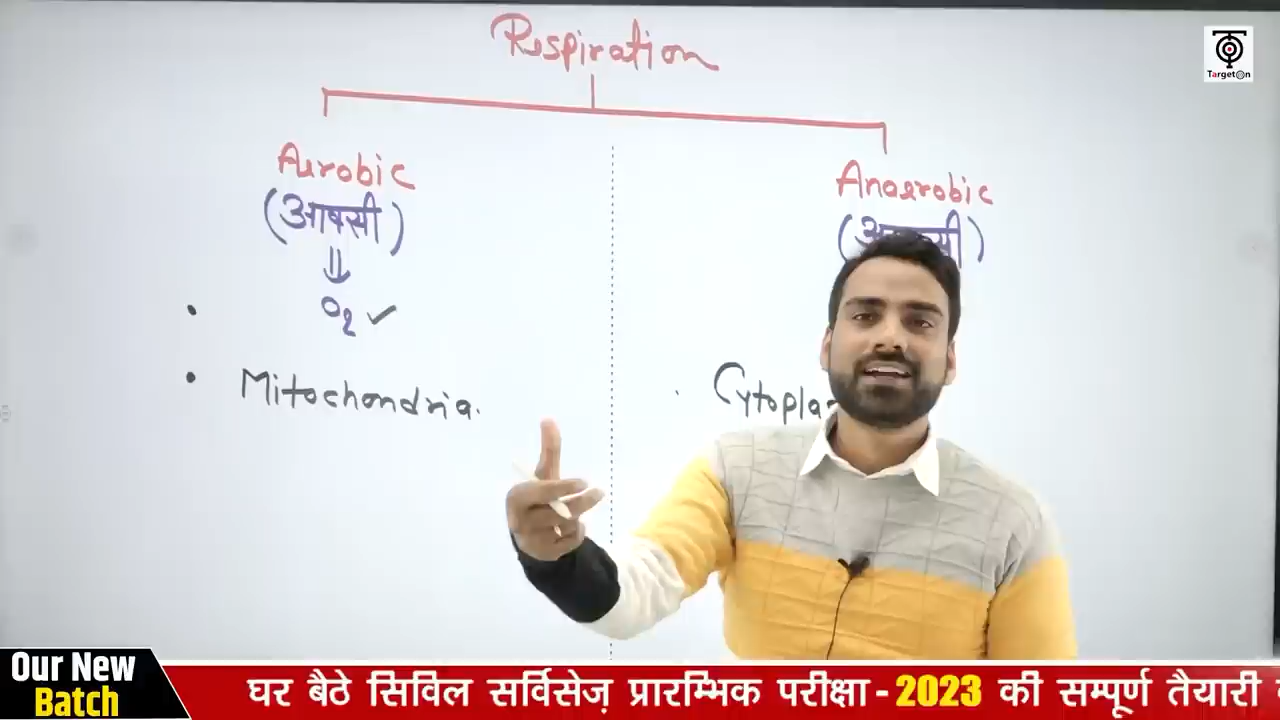 Respiration
TargetOn
Aerobic
(आक्सी)
O2 ✓
• Mitochondria.
Anaerobic
Our New
Batch
घर बैठे सिविल सर्विसेज़ प्रारम्भिक परीक्षा - 2023 की सम्पूर्ण तैयारी